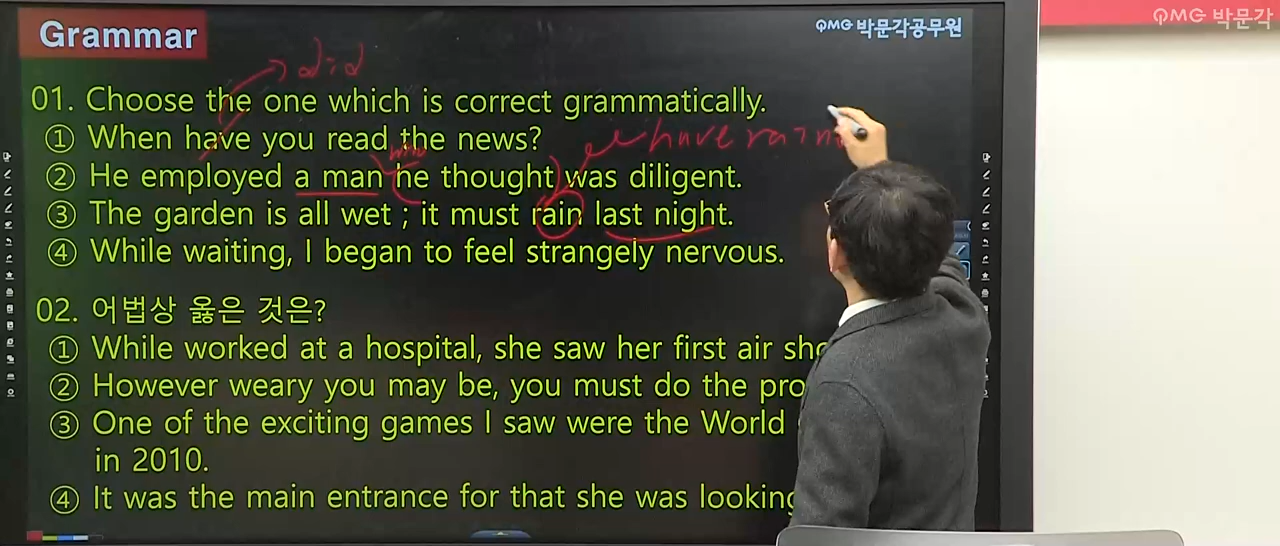 Grammar
QMG 박문각공무원
QMG 박문각
did
01. Choose the one which is correct grammatically.
① When have you read the news?
have rain
who
② He employed a man he thought was diligent.
③ The garden is all wet ; it must rain last night.
④ While waiting, I began to feel strangely nervous.
02. 어법상 옳은 것은?
① While worked at a hospital, she saw her first air
② However weary you may be, you must do the
③ One of the exciting games I saw were the World
in 2010.
④ It was the main entrance for that she was looking